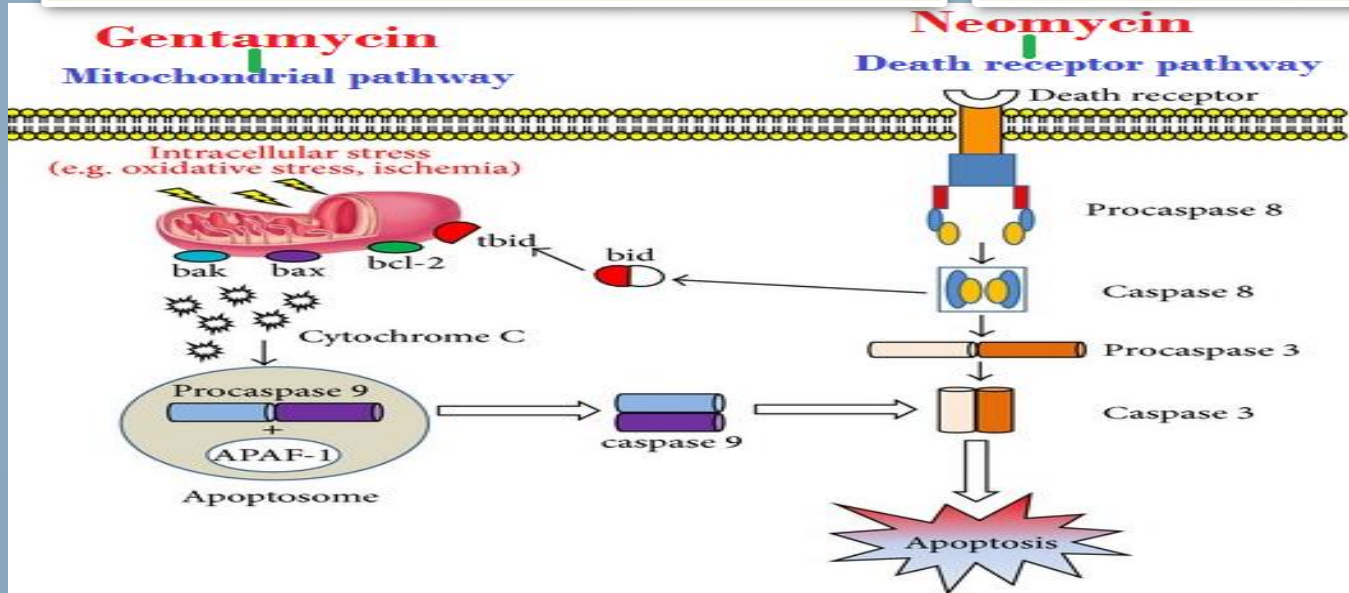 Gentamycin
Mitochondrial pathway
Neomycin
Death receptor pathway
Death receptor
Intracellular stress
(e.g. oxidative stress, ischemia)
bak
bax
bcl-2
tbid
bid
Procaspase 8
Caspase 8
Cytochrome C
Procaspase 3
Procaspase 9
+
APAF-1
Apoptosome
caspase 9
Caspase 3
Apoptosis